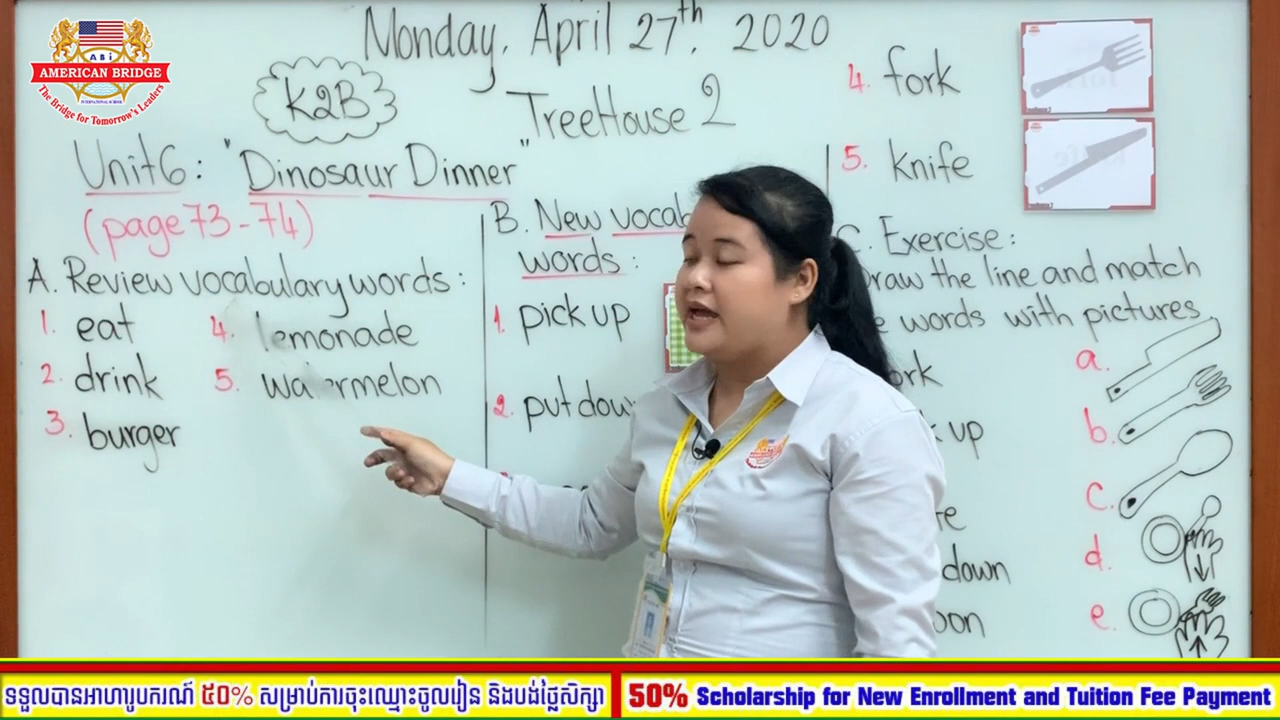 AMERICAN BRIDGE
INTERNATIONAL SCHOOL
The Bridge for Tomorrow's Leaders
Monday, April 27th, 2020
K2B
TreeHouse 2
Unit 6: "Dinosaur Dinner"
(page 73-74)
A. Review vocabulary words:
1. eat
2. drink
3. burger
4. lemonade
5. watermelon
B. New vocab
words:
1. pick up
2. put dow
4. fork
5. knife
C. Exercise:
raw the line and match
e words with pictures
ork
up
fe
down
oon
a.
b.
c.
d.
e.
ទទួលបានអាហារូបករណ៍ ៥០% សម្រាប់ការចុះឈ្មោះចូលរៀន និងបង់ថ្លៃសិក្សា
50% Scholarship for New Enrollment and Tuition Fee Payment